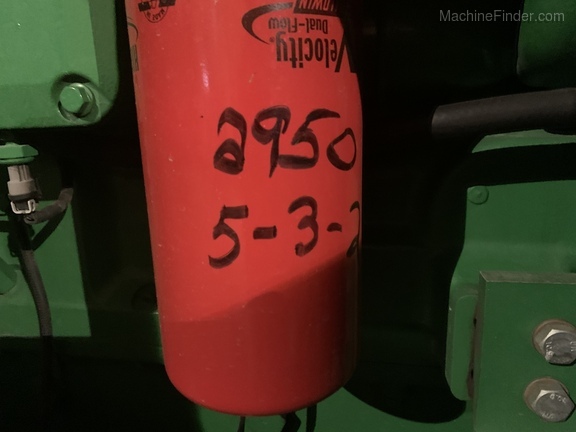 MachineFinder.com
Velocity
Dual-Flow
2950
5-3-2